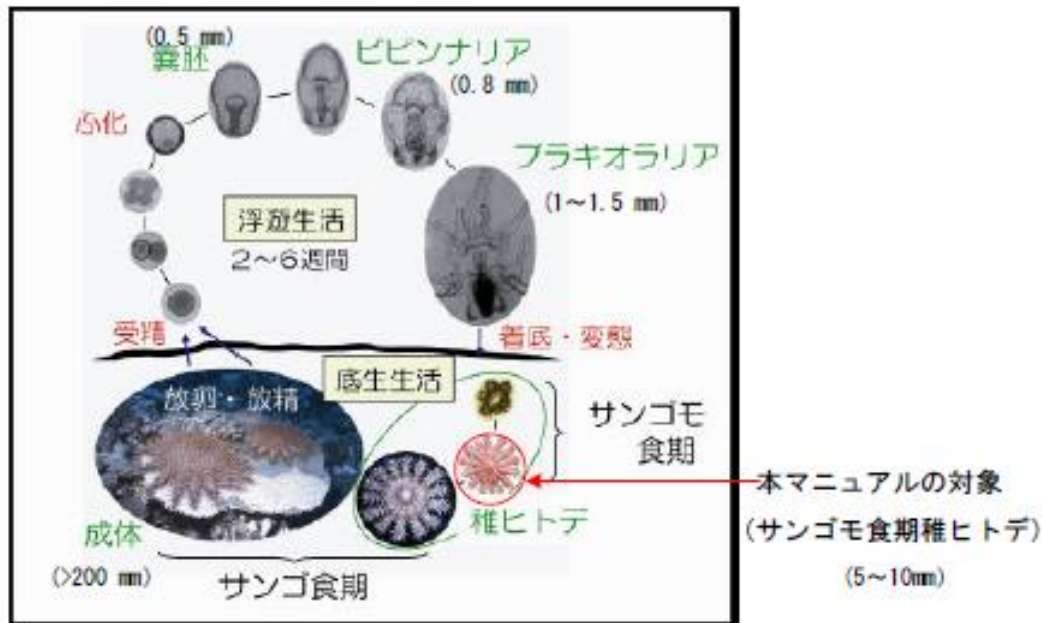 (0.5 mm)
嚢胚
ビピンナリア
(0.8 mm)
ふ化
ブラキオラリア
(1～1.5 mm)
浮遊生活
2～6週間
受精
着底・変態
底生生活
放卵・放精
サンゴモ
食期
本マニュアルの対象
(サンゴモ食期稚ヒトデ)
(5～10mm)
稚ヒトデ
成体
(>200 mm)
サンゴ食期